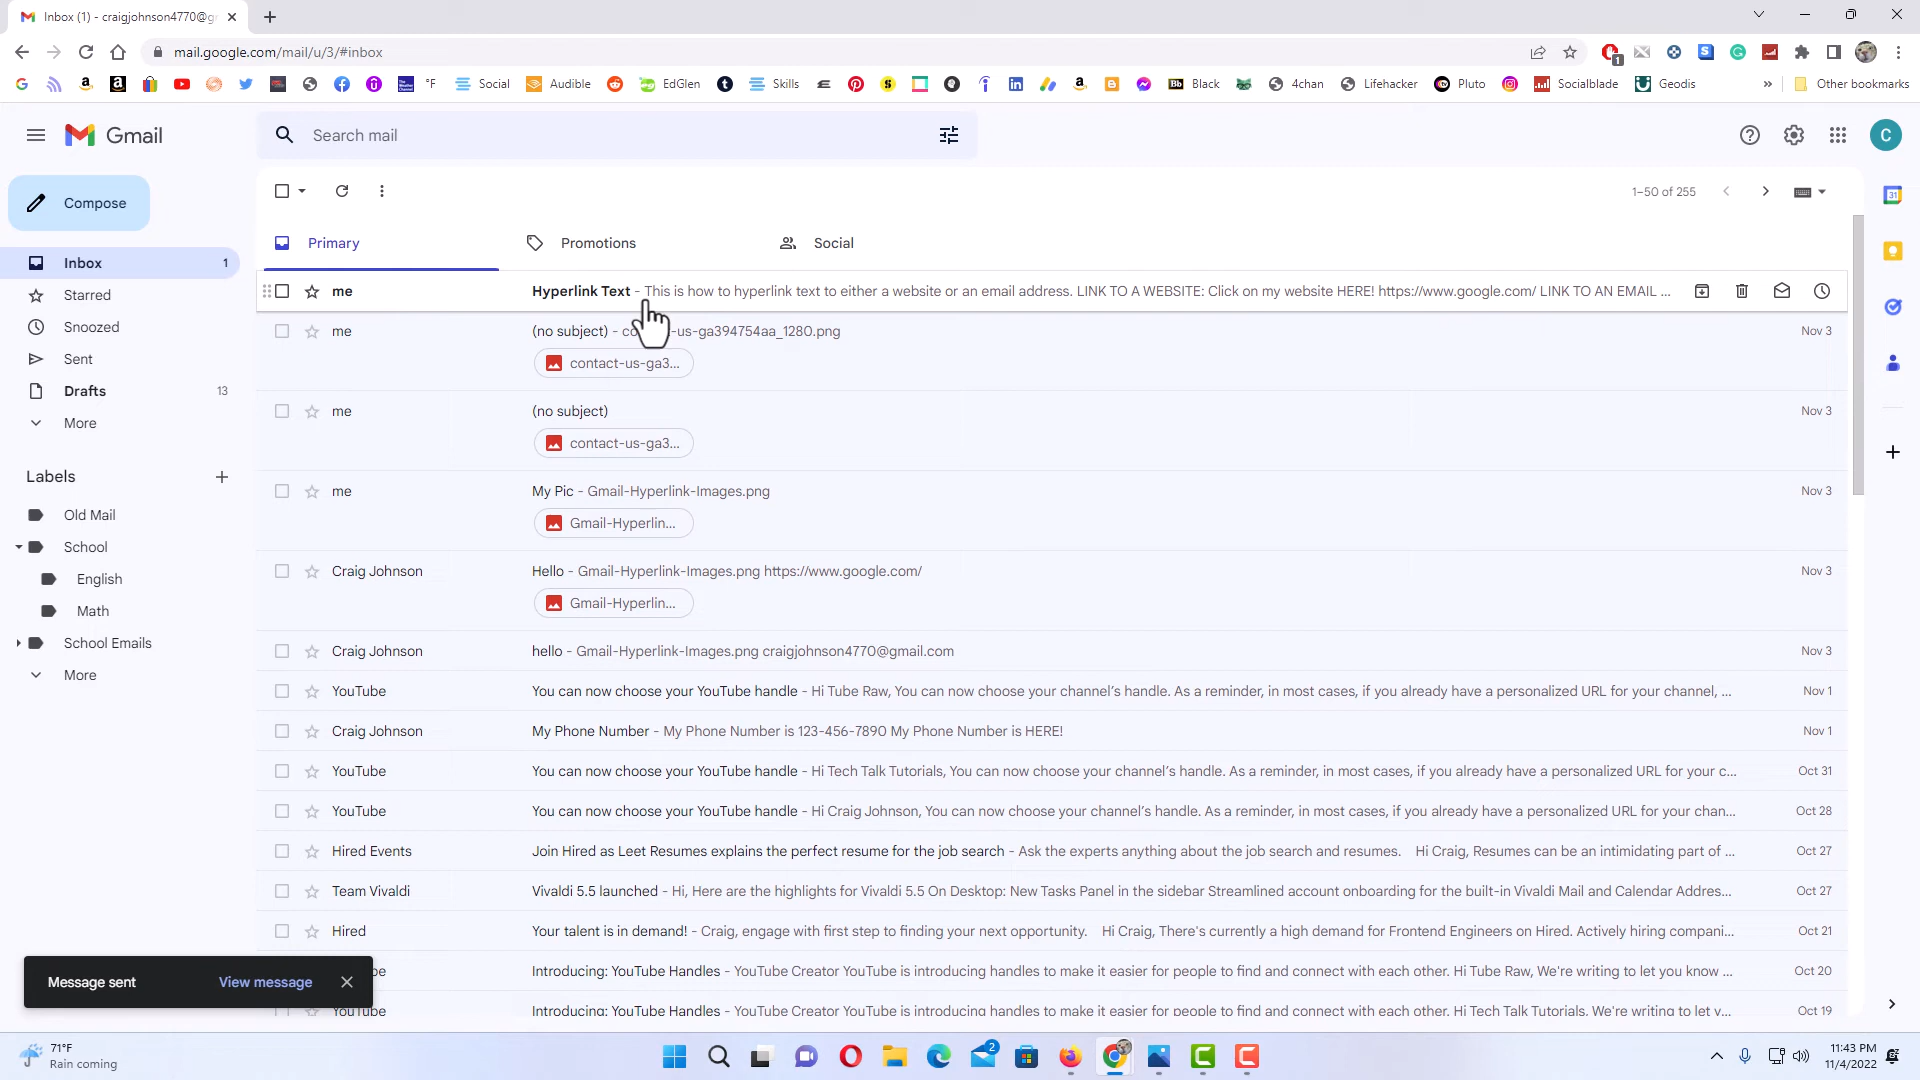 Inbox (1) - craigjohnson4770@g
mail.google.com/mail/u/3/#inbox
1
°F
Social
Audible
EdGlen
Skills
Black
4chan
Lifehacker
Pluto
Socialblade
Geodis
»
Other bookmarks
Gmail
Search mail
C
Compose
1–50 of 255
Primary
Promotions
Social
Inbox 1
Starred
Snoozed
Sent
Drafts 13
More
Labels
Old Mail
School
English
Math
School Emails
More
me Hyperlink Text - This is how to hyperlink text to either a website or an email address. LINK TO A WEBSITE: Click on my website HERE! https://www.google.com/ LINK TO AN EMAIL ...
me (no subject) - -us-ga394754aa_1280.png Nov 3
contact-us-ga3...
me (no subject) Nov 3
contact-us-ga3...
me My Pic - Gmail-Hyperlink-Images.png Nov 3
Gmail-Hyperlin...
Craig Johnson Hello - Gmail-Hyperlink-Images.png https://www.google.com/ Nov 3
Gmail-Hyperlin...
Craig Johnson hello - Gmail-Hyperlink-Images.png craigjohnson4770@gmail.com Nov 3
YouTube You can now choose your YouTube handle - Hi Tube Raw, You can now choose your channel's handle. As a reminder, in most cases, if you already have a personalized URL for your channel, ... Nov 1
Craig Johnson My Phone Number - My Phone Number is 123-456-7890 My Phone Number is HERE! Nov 1
YouTube You can now choose your YouTube handle - Hi Tech Talk Tutorials, You can now choose your channel's handle. As a reminder, in most cases, if you already have a personalized URL for your c... Oct 31
YouTube You can now choose your YouTube handle - Hi Craig Johnson, You can now choose your channel's handle. As a reminder, in most cases, if you already have a personalized URL for your chan... Oct 28
Hired Events Join Hired as Leet Resumes explains the perfect resume for the job search - Ask the experts anything about the job search and resumes. Hi Craig, Resumes can be an intimidating part of ... Oct 27
Team Vivaldi Vivaldi 5.5 launched - Hi, Here are the highlights for Vivaldi 5.5 On Desktop: New Tasks Panel in the sidebar Streamlined account onboarding for the built-in Vivaldi Mail and Calendar Addres... Oct 27
Hired Your talent is in demand! - Craig, engage with first step to finding your next opportunity. Hi Craig, There's currently a high demand for Frontend Engineers on Hired. Actively hiring compani... Oct 21
be Introducing: YouTube Handles - YouTube Creator YouTube is introducing handles to make it easier for people to find and connect with each other. Hi Tube Raw, We're writing to let you know ... Oct 20
YouTube Introducing: YouTube Handles - YouTube Creator YouTube is introducing handles to make it easier for people to find and connect with each other. Hi Tech Talk Tutorials. We're writing to let v... Oct 19
Message sent View message
71°F
Rain coming
2
11:43 PM
11/4/2022